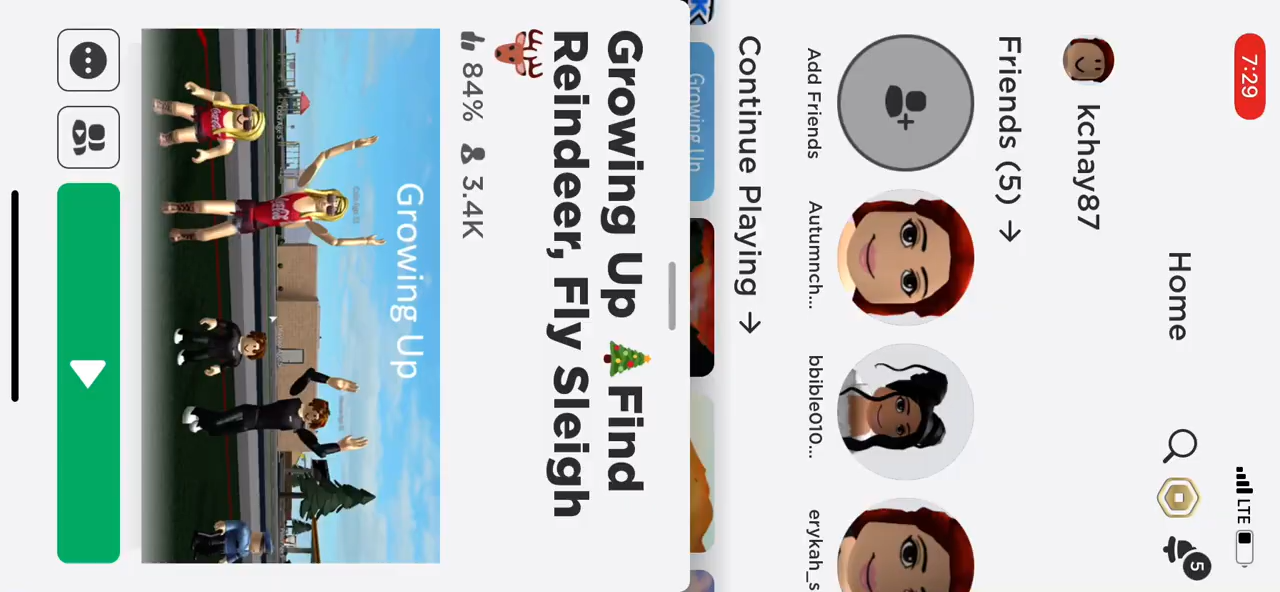 7:29
LTE
Home
5
kchay87
Friends (5) →
Add Friends
Autumnch...
bbible010...
erykah_s
Continue Playing →
Growing Up
Growing Up 🎄 Find
Reindeer, Fly Sleigh
🦌
84% 3.4K
Growing Up